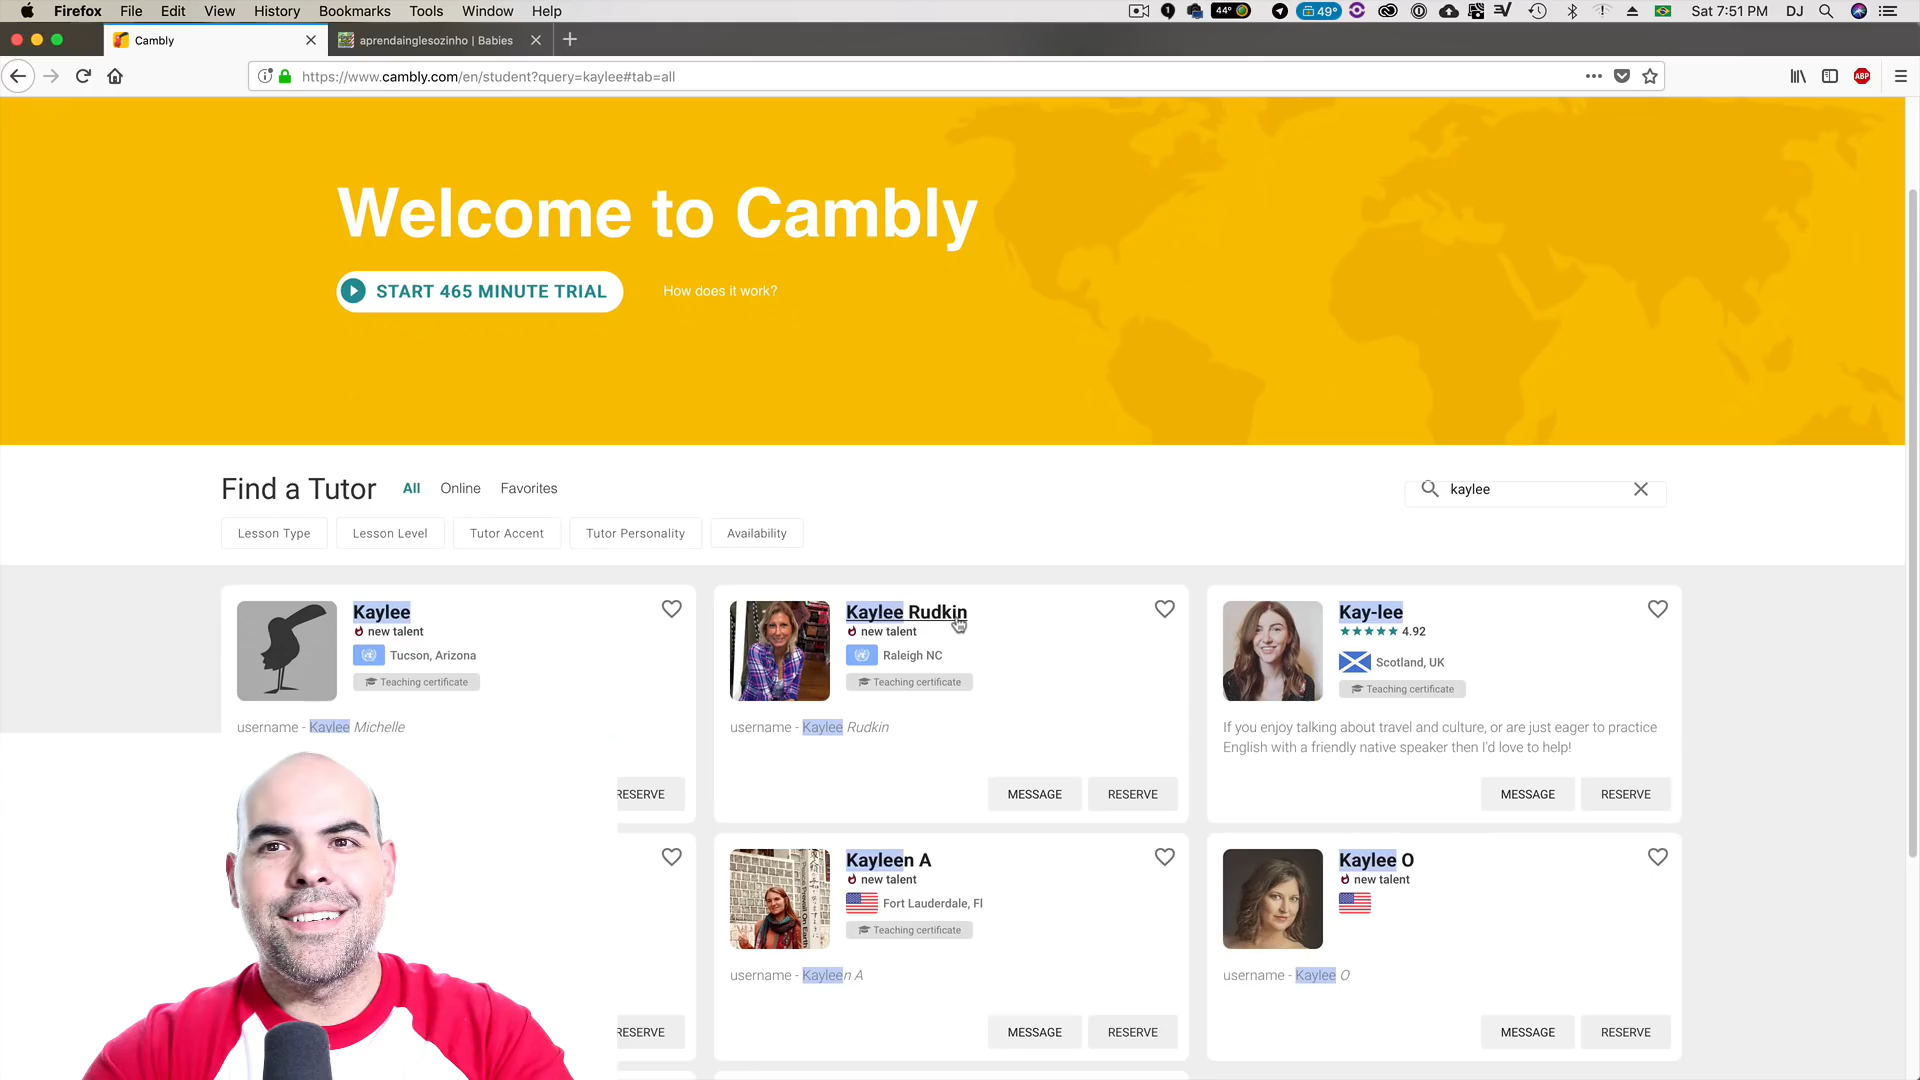 Firefox File Edit View History Bookmarks Tools Window Help 44° 49° Sat 7:51 PM DJ
Cambly
aprendainglesozinho | Babies
https://www.cambly.com/en/student?query=kaylee#tab=all
ABP
Welcome to Cambly
START 465 MINUTE TRIAL
How does it work?
Find a Tutor
All Online Favorites
kaylee
Lesson Type Lesson Level Tutor Accent Tutor Personality Availability
Kaylee
new talent
Tucson, Arizona
Teaching certificate
username - Kaylee Michelle
RESERVE
Kaylee Rudkin
new talent
Raleigh NC
Teaching certificate
username - Kaylee Rudkin
MESSAGE RESERVE
Kay-lee
4.92
Scotland, UK
Teaching certificate
If you enjoy talking about travel and culture, or are just eager to practice
English with a friendly native speaker then I'd love to help!
MESSAGE RESERVE
RESERVE
Kayleen A
new talent
Fort Lauderdale, Fl
Teaching certificate
username - Kayleen A
MESSAGE RESERVE
Kaylee O
new talent
username - Kaylee O
MESSAGE RESERVE